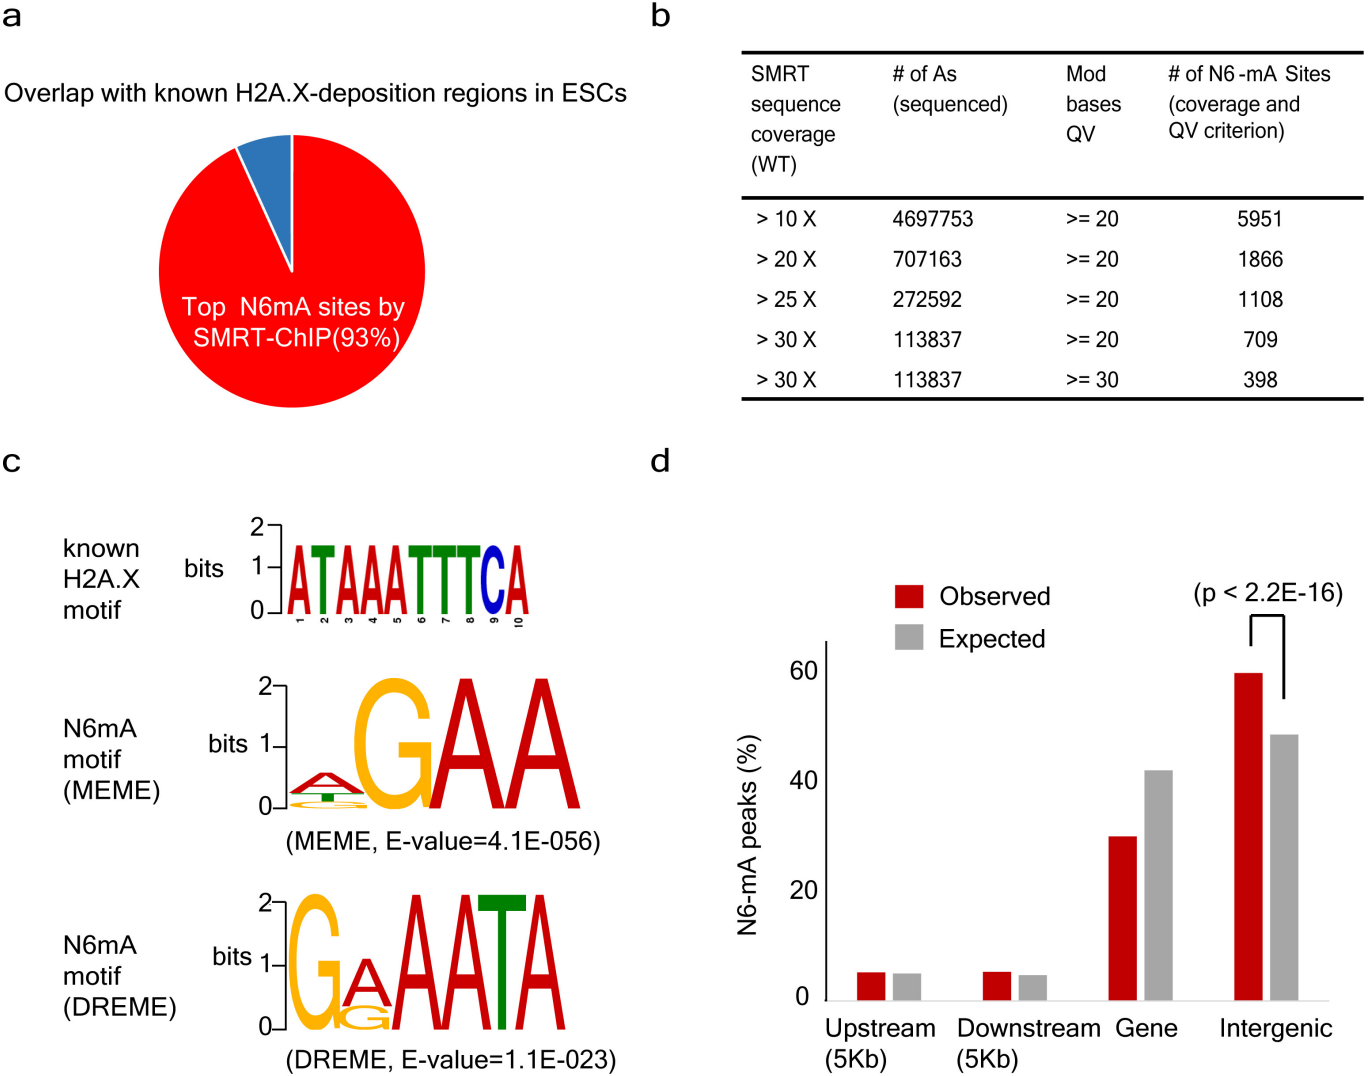 a
Overlap with known H2A.X-deposition regions in ESCs
Top N6mA sites by
SMRT-ChIP(93%)
b
SMRT sequence coverage (WT) # of As (sequenced) Mod bases QV # of N6-mA Sites (coverage and QV criterion)
> 10 X 4697753 >= 20 5951
> 20 X 707163 >= 20 1866
> 25 X 272592 >= 20 1108
> 30 X 113837 >= 20 709
> 30 X 113837 >= 30 398
c
known
H2A.X
motif
bits
2
1
0
ATAAATTTCA
1 2 3 4 5 6 7 8 9 10
N6mA
motif
(MEME)
bits
2
1
0
A
T
G
GAA
(MEME, E-value=4.1E-056)
N6mA
motif
(DREME)
bits
2
1
0
G
A
G
AATA
(DREME, E-value=1.1E-023)
d
Observed
Expected
(p < 2.2E-16)
N6-mA peaks (%)
60
40
20
0
Upstream
(5Kb)
Downstream
(5Kb)
Gene
Intergenic